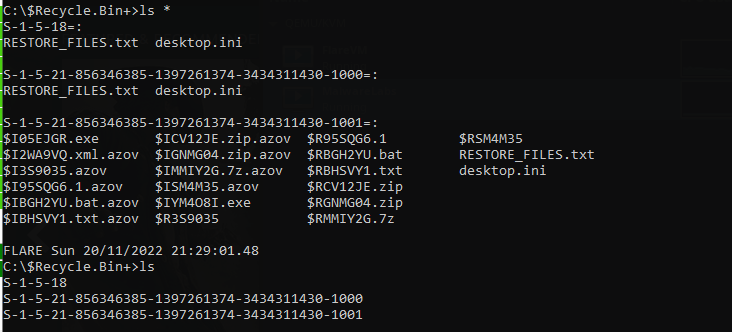 C:\$Recycle.Bin+>ls *
S-1-5-18=:
RESTORE_FILES.txt  desktop.ini
S-1-5-21-856346385-1397261374-3434311430-1000=:
RESTORE_FILES.txt  desktop.ini
S-1-5-21-856346385-1397261374-3434311430-1001=:
$I05EJGR.exe       $ICV12JE.zip.azov  $R95SQG6.1         $RSM4M35
$I2WA9VQ.xml.azov  $IGNMG04.zip.azov  $RBGH2YU.bat       RESTORE_FILES.txt
$I3S9035.azov      $IMMIY2G.7z.azov   $RBHSVY1.txt       desktop.ini
$I95SQG6.1.azov    $ISM4M35.azov      $RCV12JE.zip
$IBGH2YU.bat.azov  $IYM4O8I.exe       $RGNMG04.zip
$IBHSVY1.txt.azov  $R3S9035           $RMMIY2G.7z
FLARE Sun 20/11/2022 21:29:01.48
C:\$Recycle.Bin+>ls
S-1-5-18
S-1-5-21-856346385-1397261374-3434311430-1000
S-1-5-21-856346385-1397261374-3434311430-1001